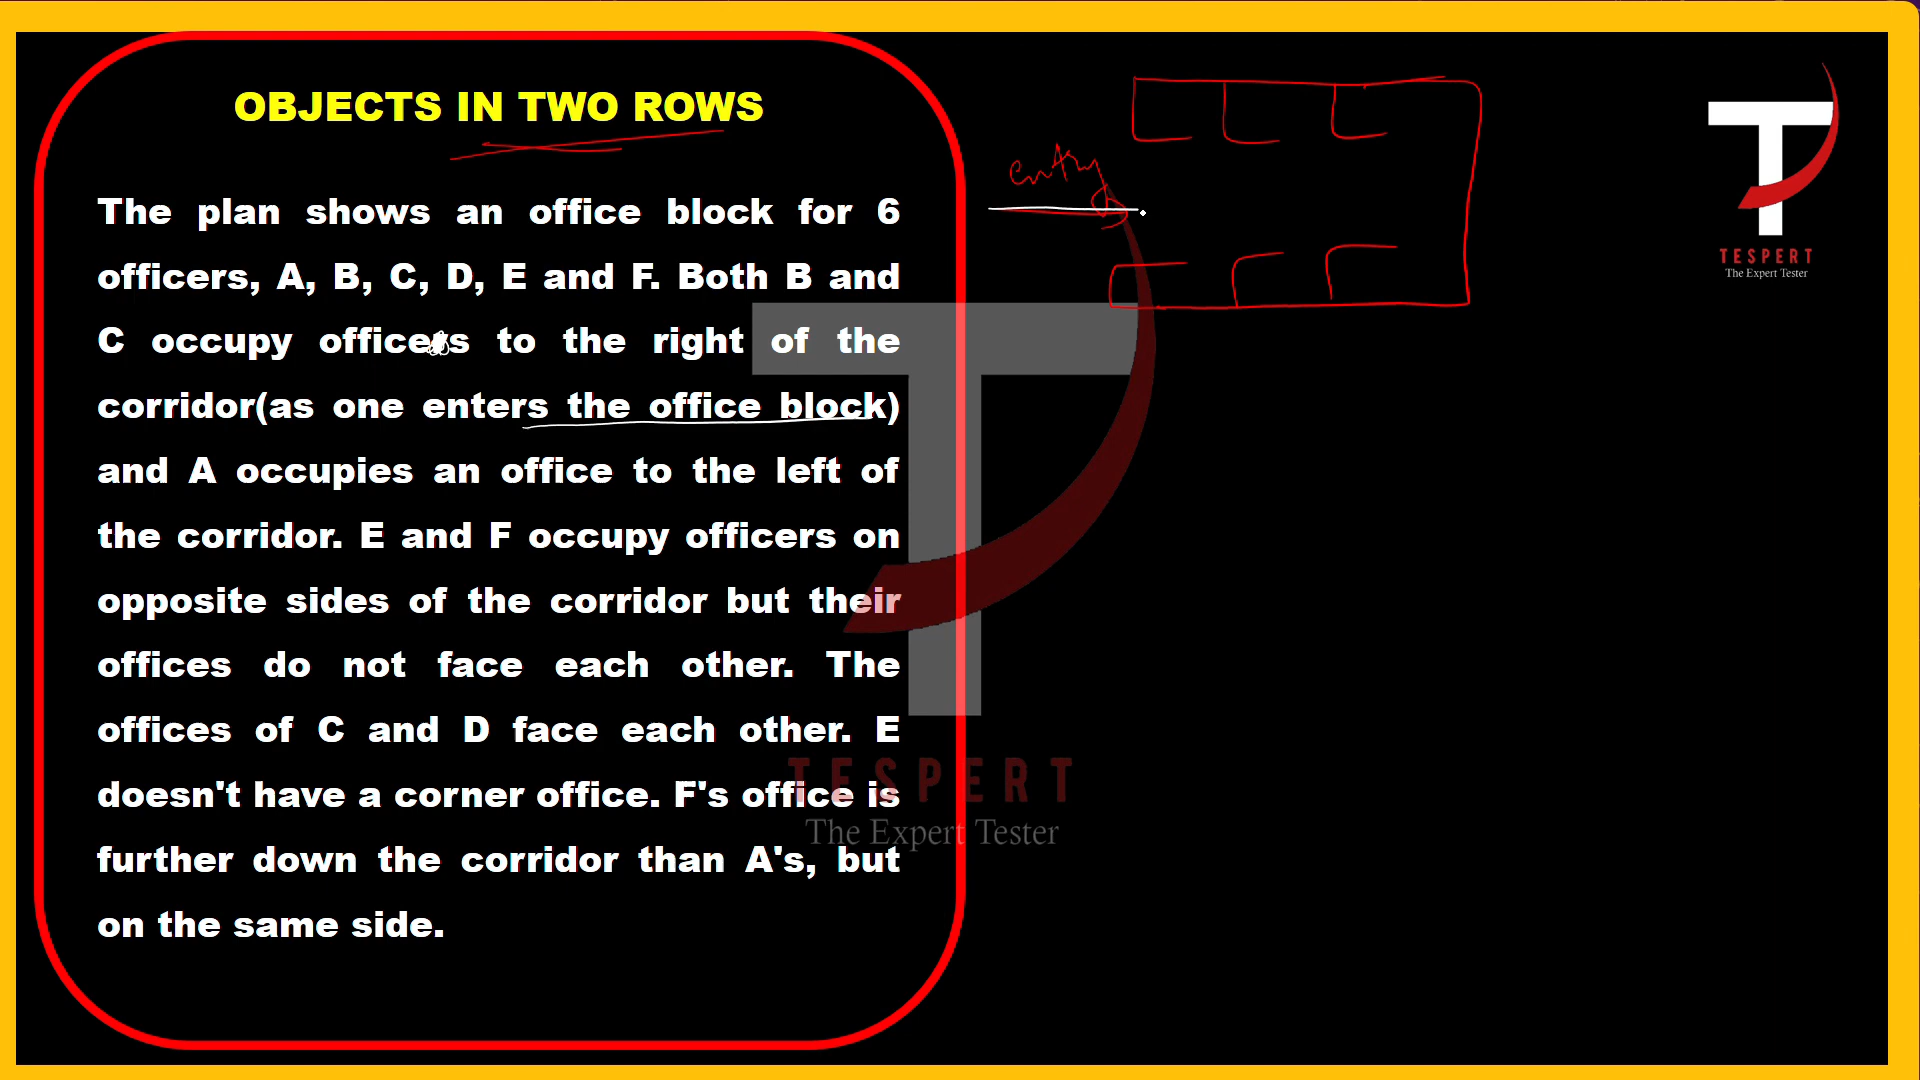 OBJECTS IN TWO ROWS
The plan shows an office block for 6
officers, A, B, C, D, E and F. Both B and
C occupy officers to the right of the
corridor(as one enters the office block)
and A occupies an office to the left of
the corridor. E and F occupy officers on
opposite sides of the corridor but their
offices do not face each other. The
offices of C and D face each other. E
doesn't have a corner office. F's office is
further down the corridor than A's, but
on the same side.
entry
TESPERT
The Expert Tester
TESPERT
The Expert Tester